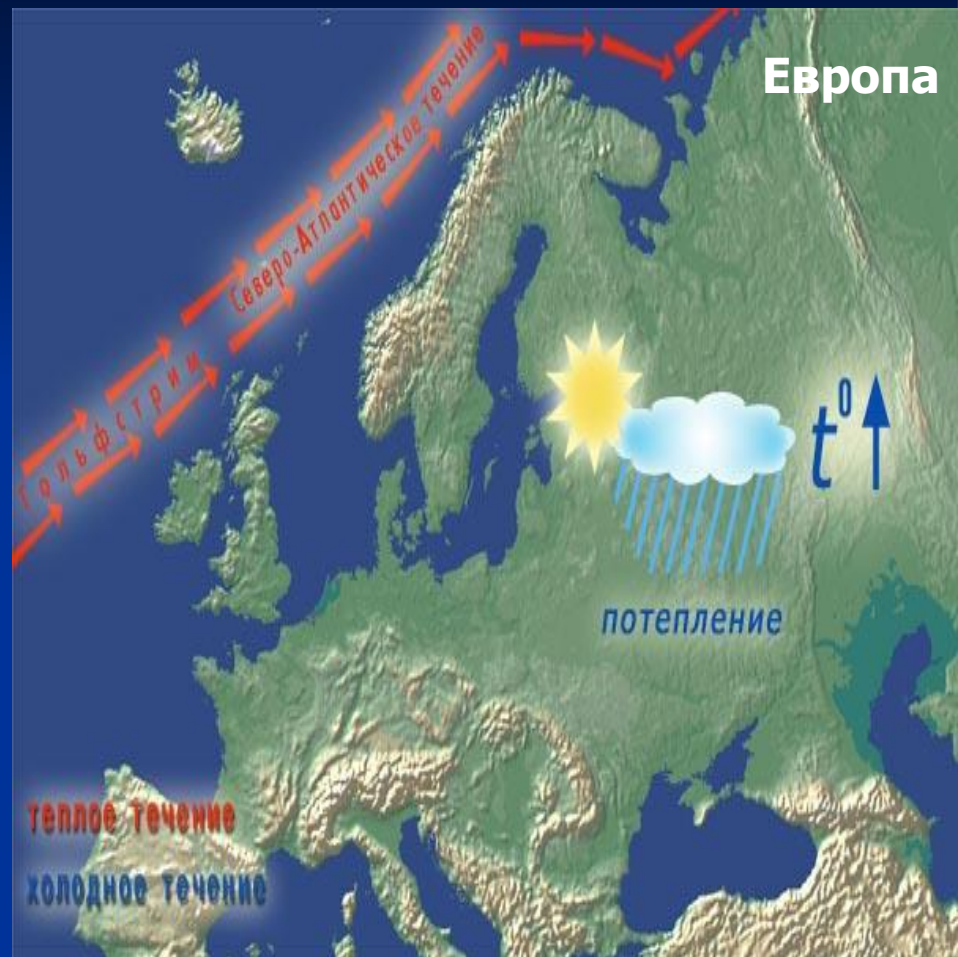 Европа
Северо-Атлантическое течение
Гольфстрим
t⁰
потепление
теплое течение
холодное течение